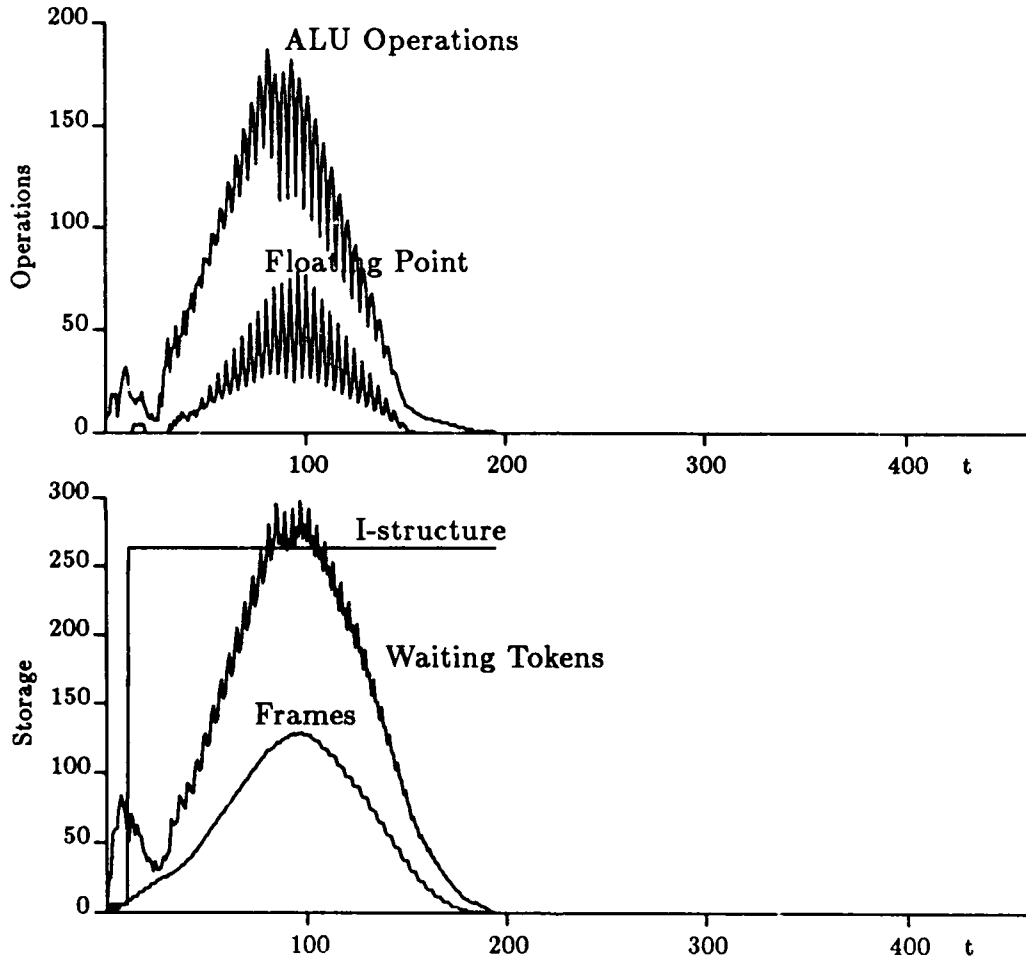 200
ALU Operations
150
Operations
100
Floating Point
50
0
100 200 300 400 t
300
I-structure
250
200
Waiting Tokens
Storage
150
Frames
100
50
0
100 200 300 400 t